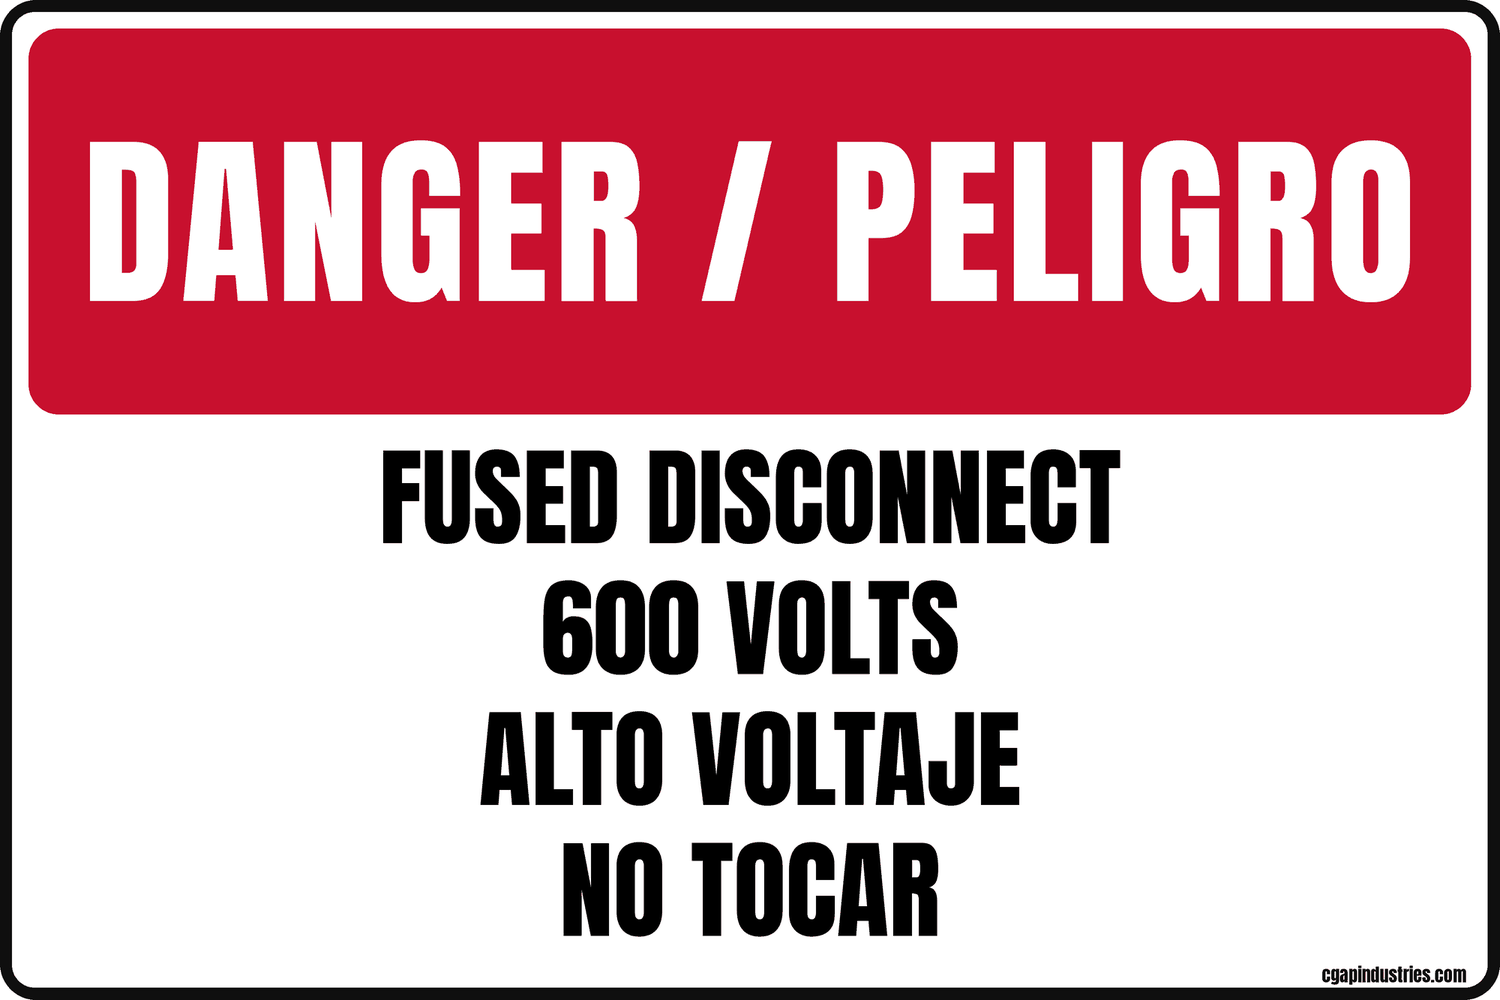 DANGER / PELIGRO
FUSED DISCONNECT
600 VOLTS
ALTO VOLTAJE
NO TOCAR
cgapindustries.com